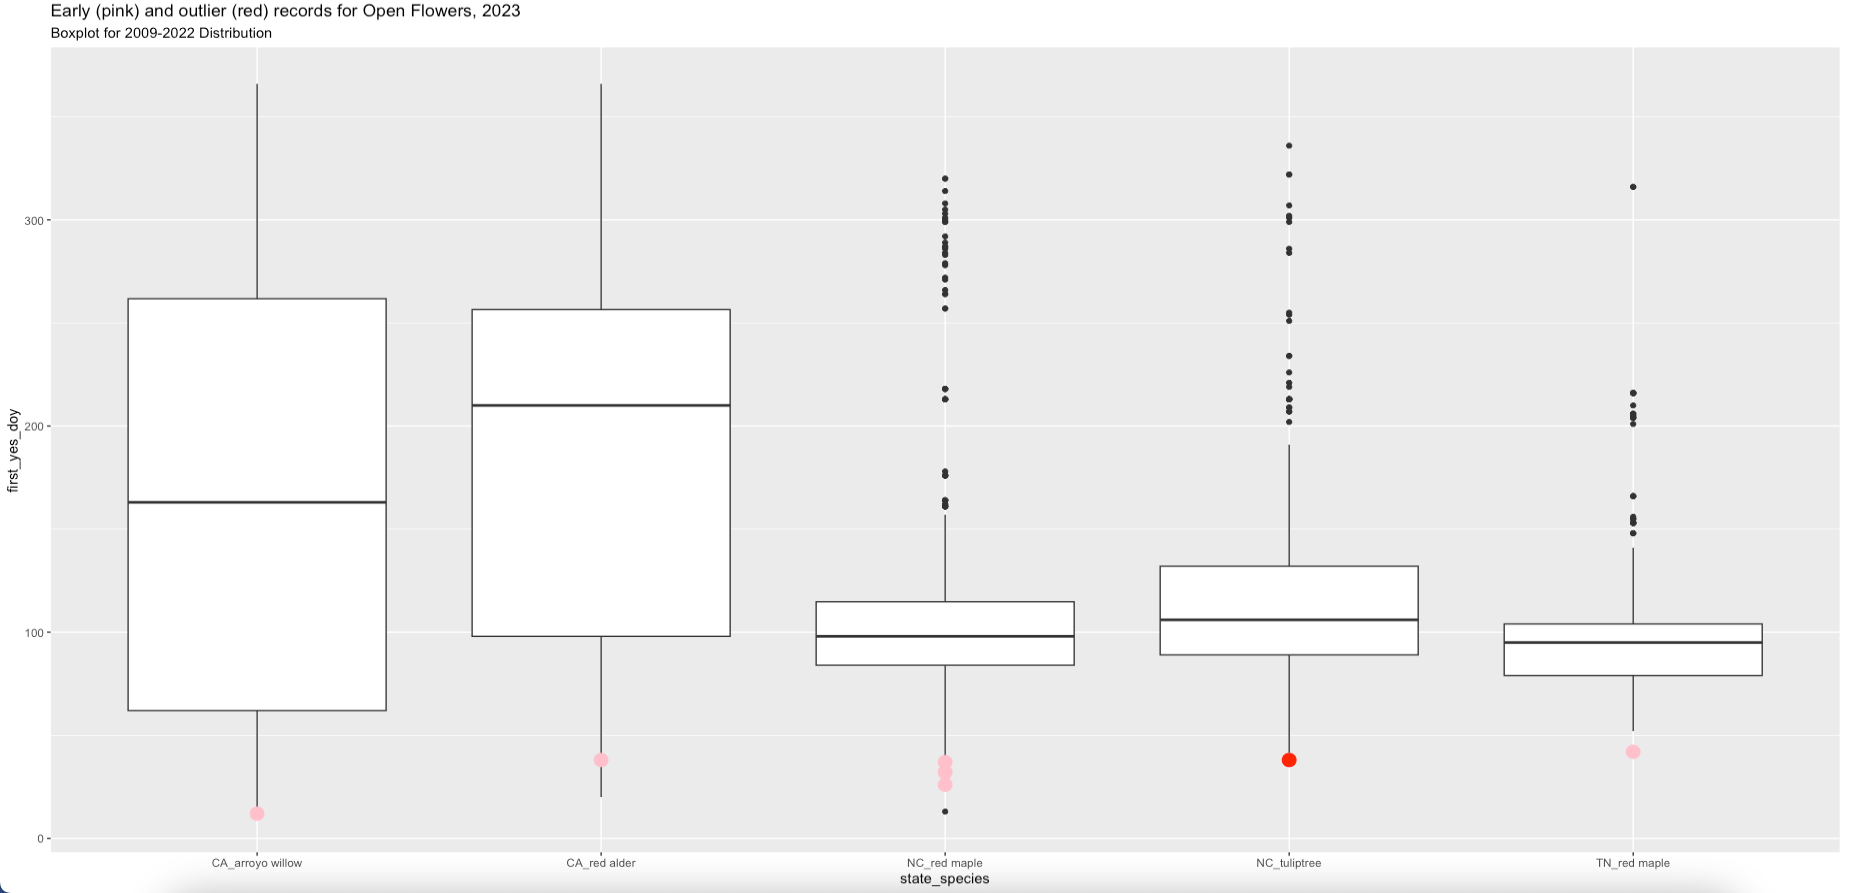 Early (pink) and outlier (red) records for Open Flowers, 2023
Boxplot for 2009-2022 Distribution
first_yes_doy
300
200
100
0
CA_arroyo willow
CA_red alder
NC_red maple
NC_tuliptree
TN_red maple
state_species